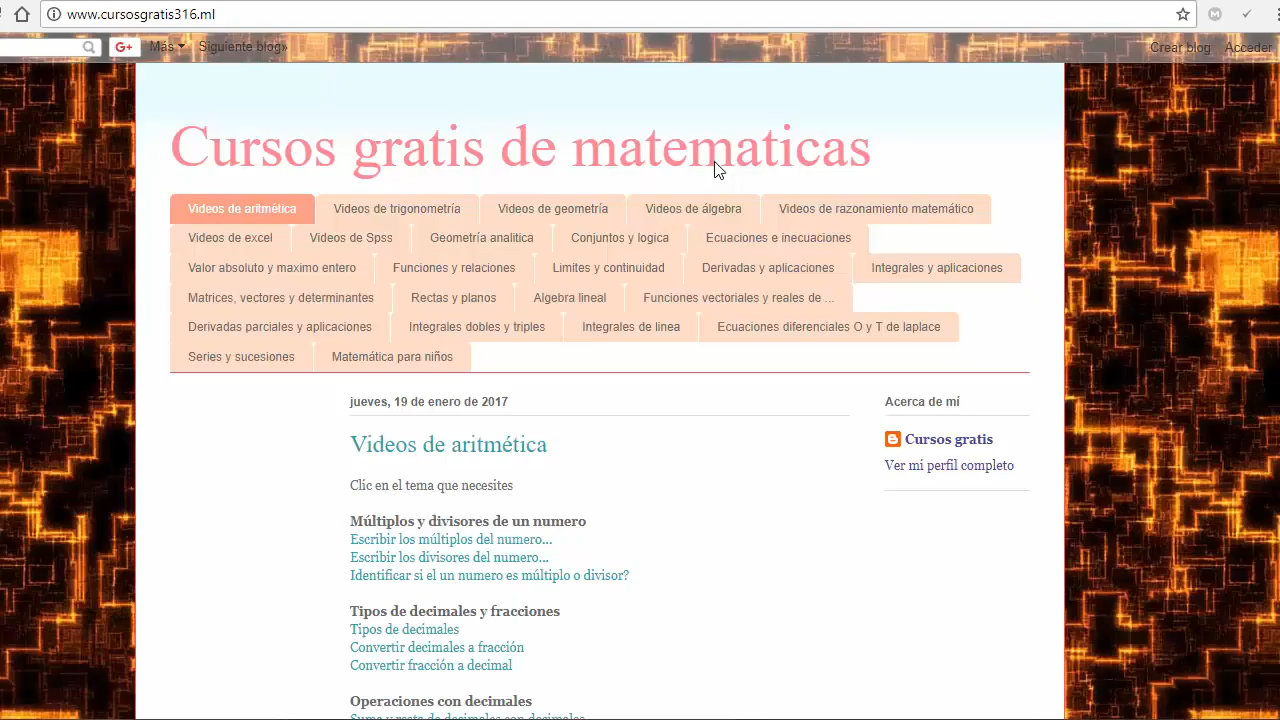 www.cursosgratis316.ml
G+ Más Siguiente blog» Crear blog Acceder
Cursos gratis de matematicas
Videos de aritmética Videos de trigonometría Videos de geometría Videos de álgebra Videos de razonamiento matemático
Videos de excel Videos de Spss Geometría analitica Conjuntos y logica Ecuaciones e inecuaciones
Valor absoluto y maximo entero Funciones y relaciones Limites y continuidad Derivadas y aplicaciones Integrales y aplicaciones
Matrices, vectores y determinantes Rectas y planos Algebra lineal Funciones vectoriales y reales de ...
Derivadas parciales y aplicaciones Integrales dobles y triples Integrales de linea Ecuaciones diferenciales O y T de laplace
Series y sucesiones Matemática para niños
jueves, 19 de enero de 2017
Videos de aritmética
Clic en el tema que necesites
Múltiplos y divisores de un numero
Escribir los múltiplos del numero...
Escribir los divisores del numero...
Identificar si el un numero es múltiplo o divisor?
Tipos de decimales y fracciones
Tipos de decimales
Convertir decimales a fracción
Convertir fracción a decimal
Operaciones con decimales
Suma y resta de decimales con decimales
Acerca de mí
Cursos gratis
Ver mi perfil completo